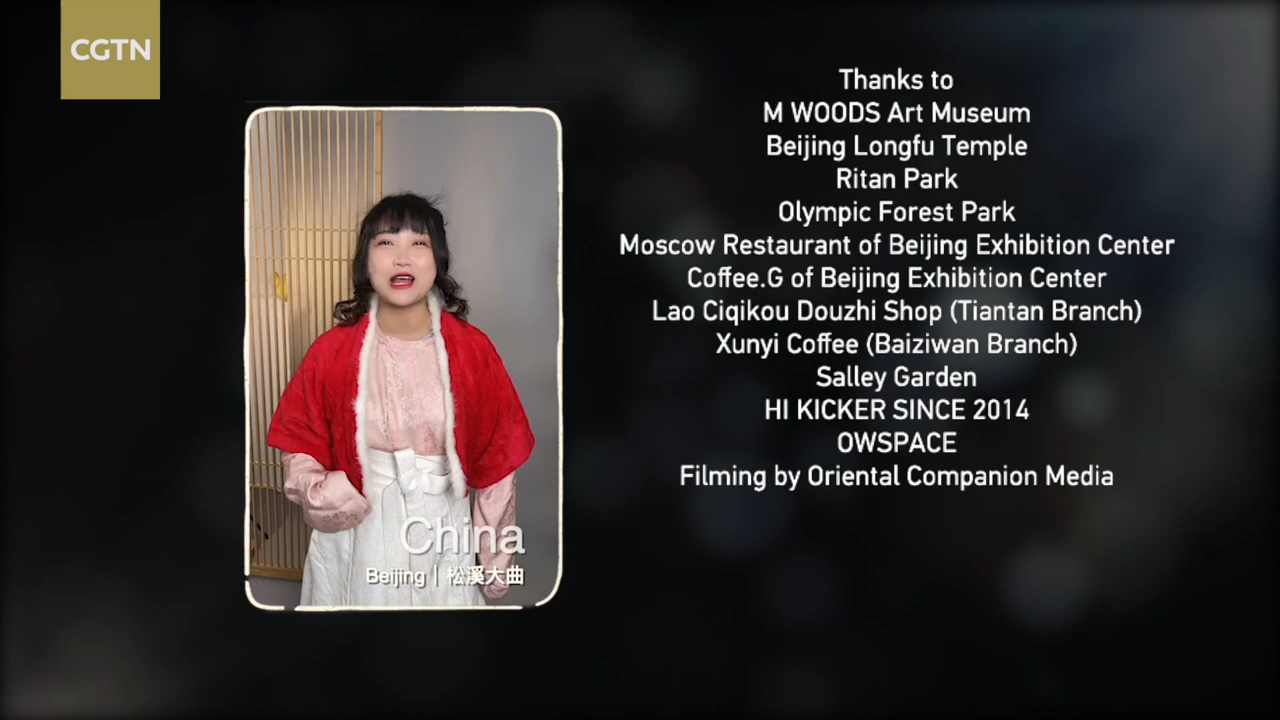 CGTN
Thanks to
M WOODS Art Museum
Beijing Longfu Temple
Ritan Park
Olympic Forest Park
Moscow Restaurant of Beijing Exhibition Center
Coffee.G of Beijing Exhibition Center
Lao Ciqikou Douzhi Shop (Tiantan Branch)
Xunyi Coffee (Baiziwan Branch)
Salley Garden
HI KICKER SINCE 2014
OWSPACE
Filming by Oriental Companion Media
China
Beijing | 松溪大曲